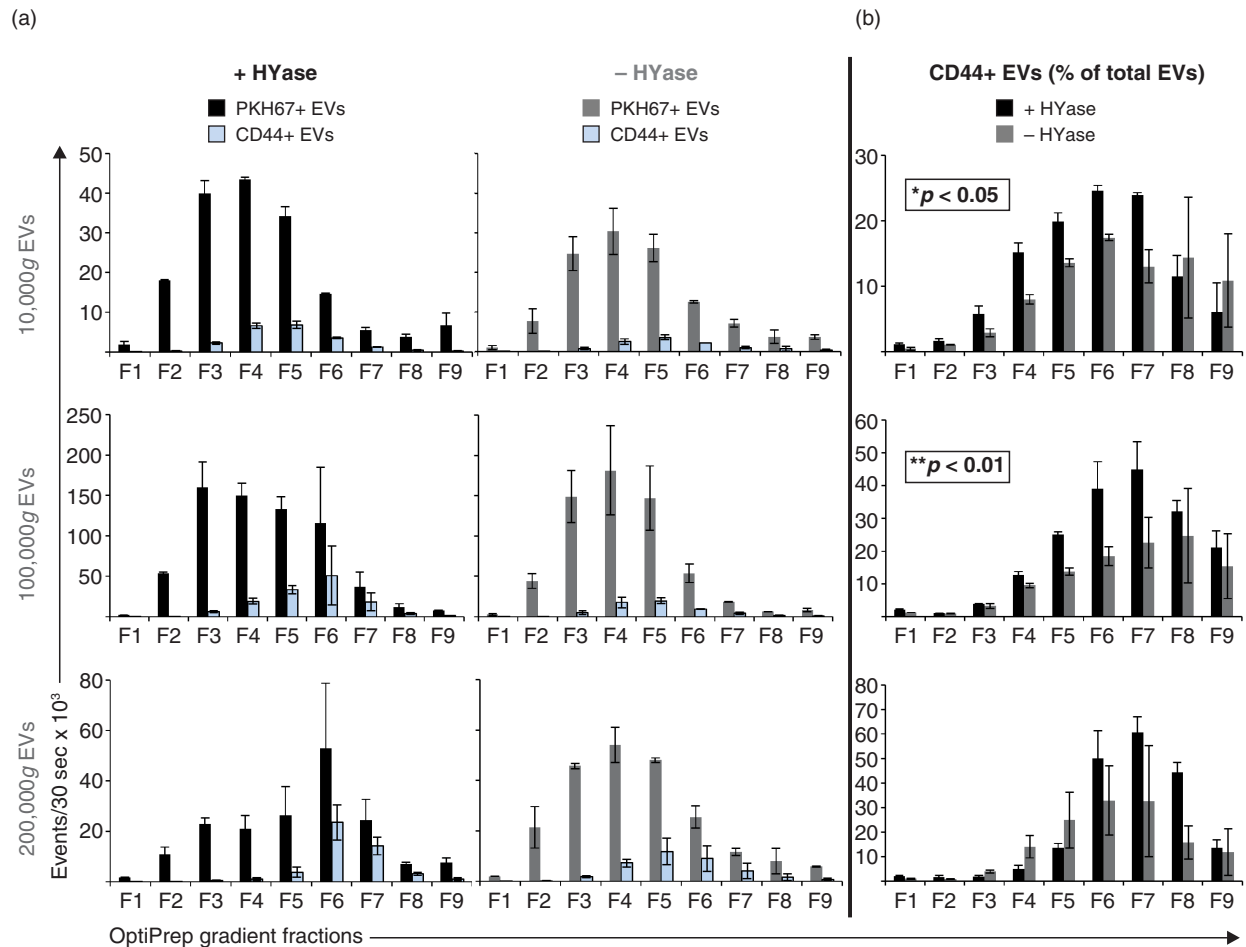 (a)
(b)
+ HYase
– HYase
CD44+ EVs (% of total EVs)
PKH67+ EVs
CD44+ EVs
PKH67+ EVs
CD44+ EVs
+ HYase
– HYase
10,000g EVs
50
40
30
20
10
F1 F2 F3 F4 F5 F6 F7 F8 F9
F1 F2 F3 F4 F5 F6 F7 F8 F9
30
20
10
*p < 0.05
F1 F2 F3 F4 F5 F6 F7 F8 F9
100,000g EVs
250
200
150
100
50
F1 F2 F3 F4 F5 F6 F7 F8 F9
F1 F2 F3 F4 F5 F6 F7 F8 F9
60
50
40
30
20
10
**p < 0.01
F1 F2 F3 F4 F5 F6 F7 F8 F9
200,000g EVs
Events/30 sec x 10³
80
60
40
20
F1 F2 F3 F4 F5 F6 F7 F8 F9
F1 F2 F3 F4 F5 F6 F7 F8 F9
80
70
60
50
40
30
20
10
F1 F2 F3 F4 F5 F6 F7 F8 F9
OptiPrep gradient fractions